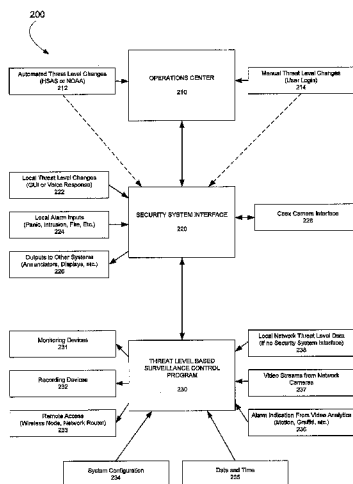 200
Automated Threat Level Changes
(HSAS or NOAA)
212
OPERATIONS CENTER
210
Manual Threat Level Changes
(User Login)
214
Local Threat Level Changes
(GUI or Voice Response)
222
Local Alarm Inputs
(Panic, Intrusion, Fire, Etc.)
224
Outputs to Other Systems
(Annunciators, Displays, etc.)
226
SECURITY SYSTEM INTERFACE
220
Coax Camera Interface
228
Monitoring Devices
231
Recording Devices
232
Remote Access
(Wireless Node, Network Router)
233
THREAT LEVEL BASED
SURVEILLANCE CONTROL
PROGRAM
230
Local Network Threat Level Data
(If no Security System Interface)
238
Video Streams from Network
Cameras
237
Alarm Indication From Video Analytics
(Motion, Graffiti, etc.)
236
System Configuration
234
Date and Time
235